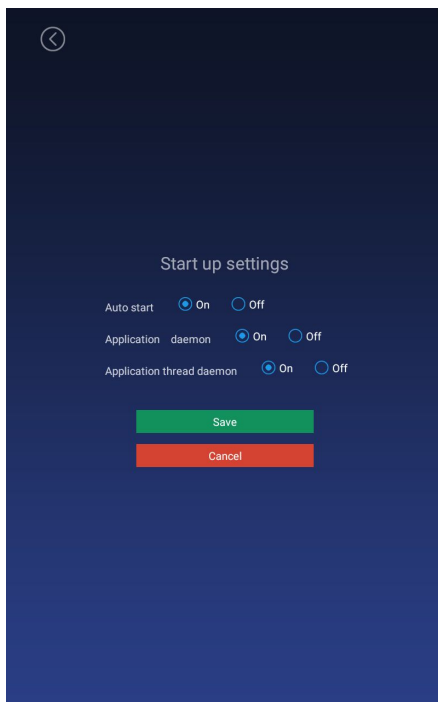 Start up settings
Auto start On Off
Application daemon On Off
Application thread daemon On Off
Save
Cancel